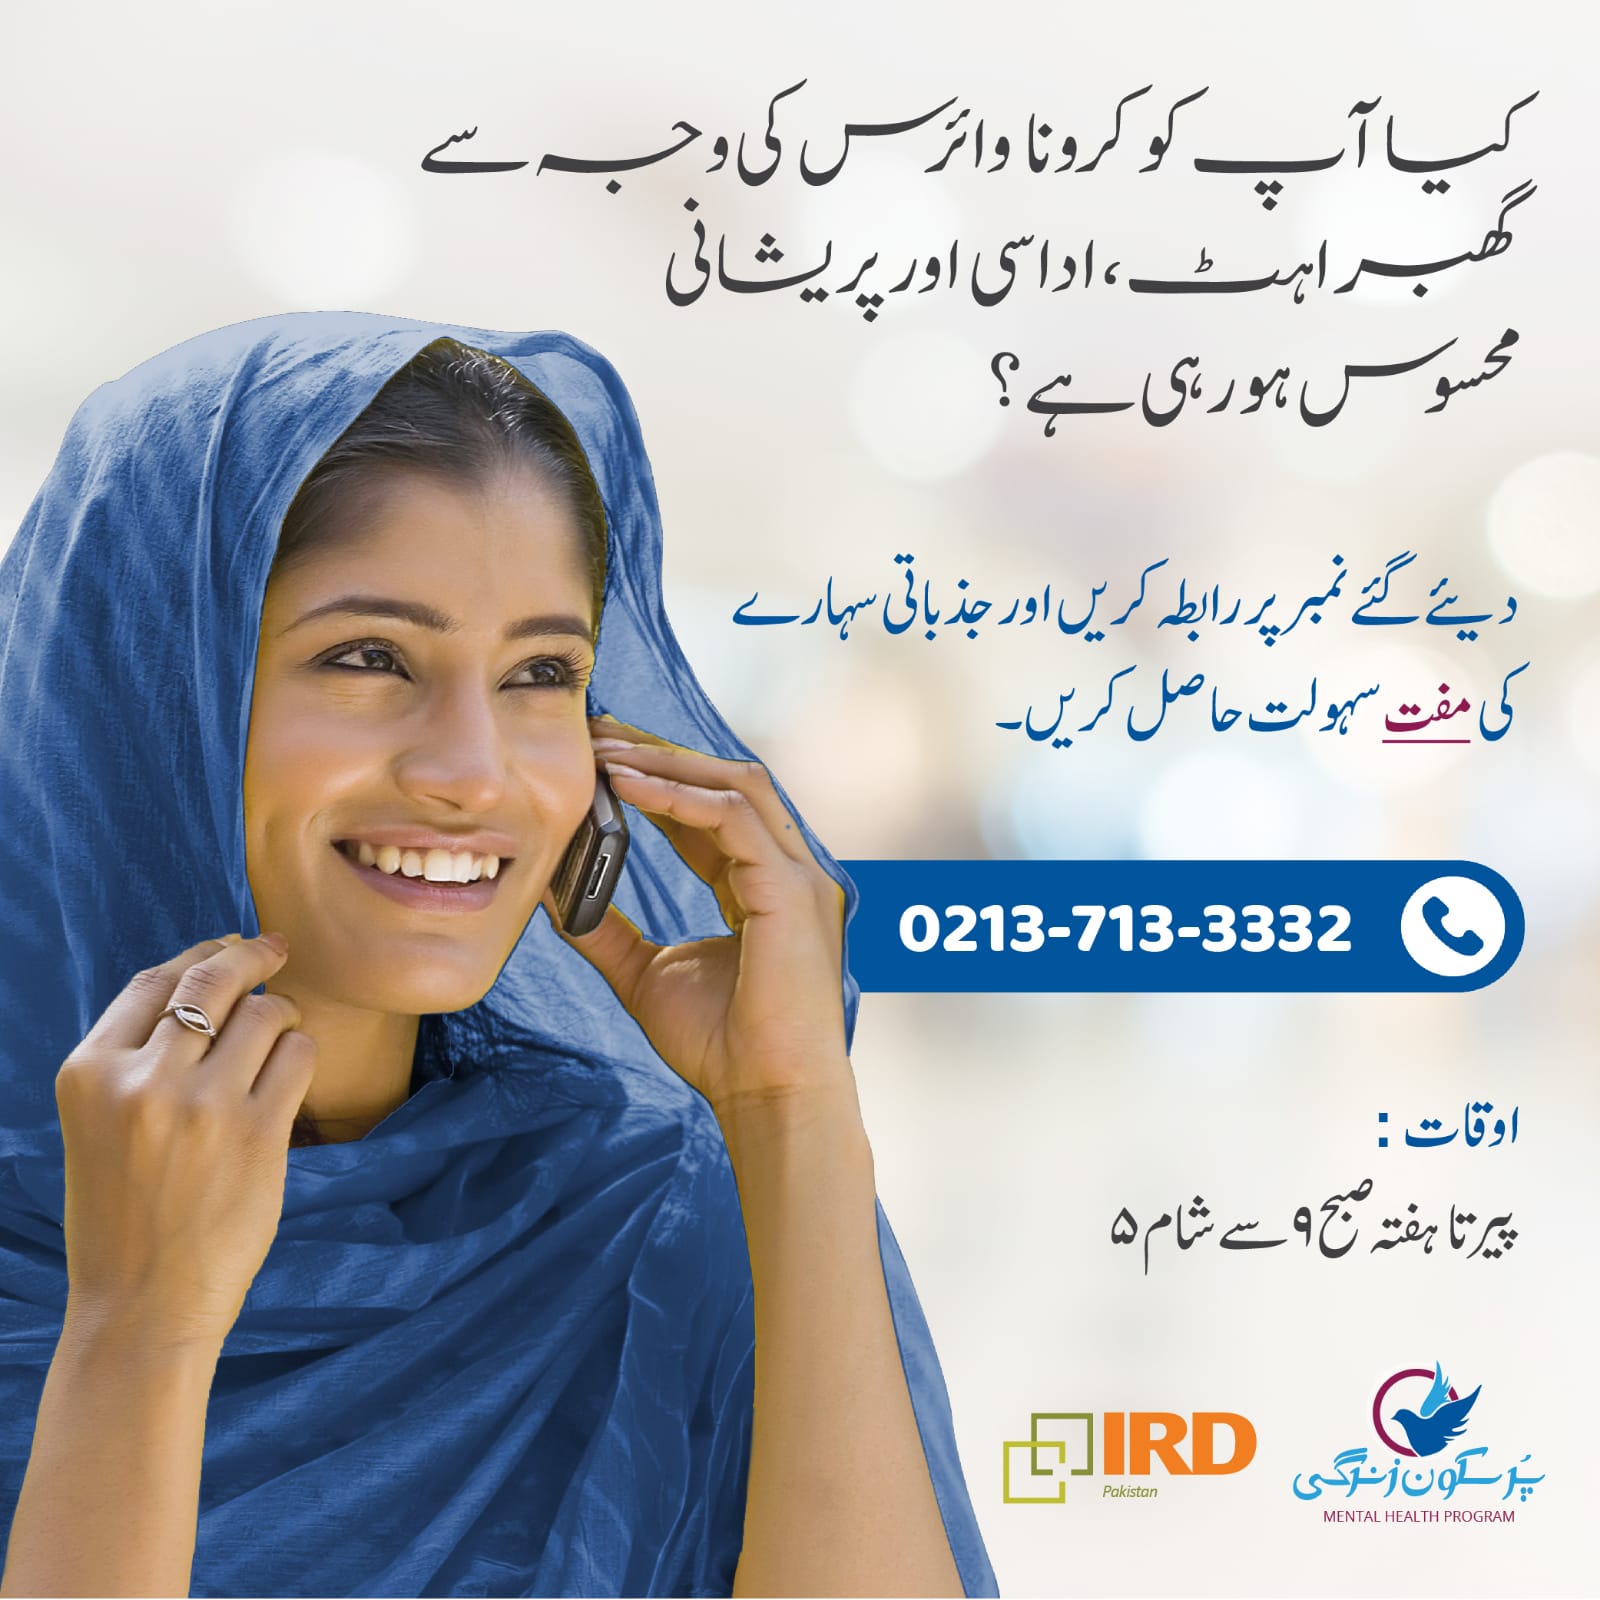 کیا آپ کو کرونا وائرس کی وجہ سے
گھبراہٹ، اداسی اور پریشانی
محسوس ہو رہی ہے؟
دیئے گئے نمبر پر رابطہ کریں اور جذباتی سہارے
کی مفت سہولت حاصل کریں۔
0213-713-3332
اوقات :
پیر تا ہفتہ صبح ۹ سے شام ۵
IRD
Pakistan
پُرسکون زندگی
MENTAL HEALTH PROGRAM